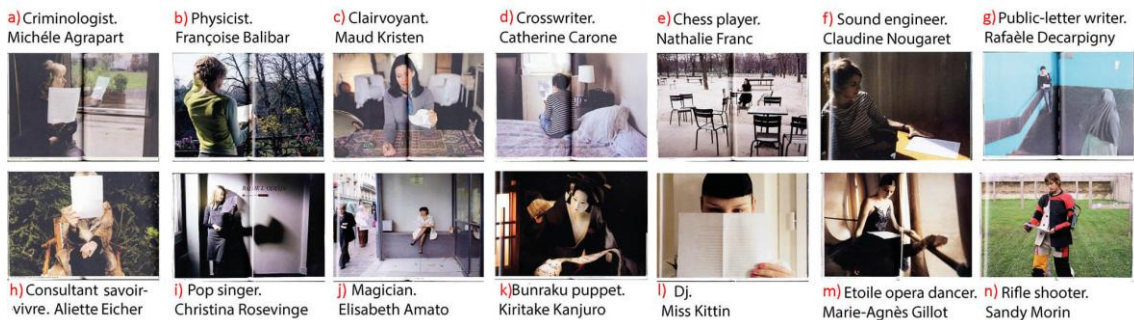 a) Criminologist.
Michéle Agrapart
b) Physicist.
Françoise Balibar
c) Clairvoyant.
Maud Kristen
d) Crosswriter.
Catherine Carone
e) Chess player.
Nathalie Franc
f) Sound engineer.
Claudine Nougaret
g) Public-letter writer.
Rafaèle Decarpigny
h) Consultant savoir-
vivre. Aliette Eicher
i) Pop singer.
Christina Rosevinge
j) Magician.
Elisabeth Amato
k) Bunraku puppet.
Kiritake Kanjuro
l) Dj.
Miss Kittin
m) Etoile opera dancer.
Marie-Agnès Gillot
n) Rifle shooter.
Sandy Morin